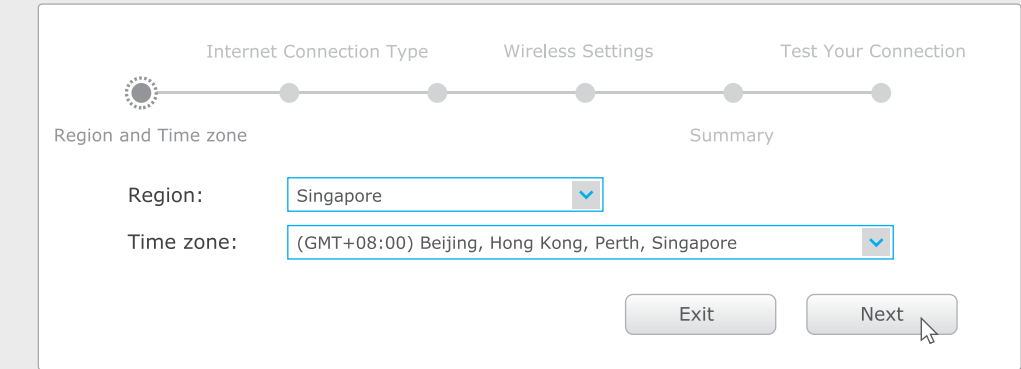 Internet Connection Type Wireless Settings Test Your Connection
Region and Time zone Summary
Region: Singapore
Time zone: (GMT+08:00) Beijing, Hong Kong, Perth, Singapore
Exit Next